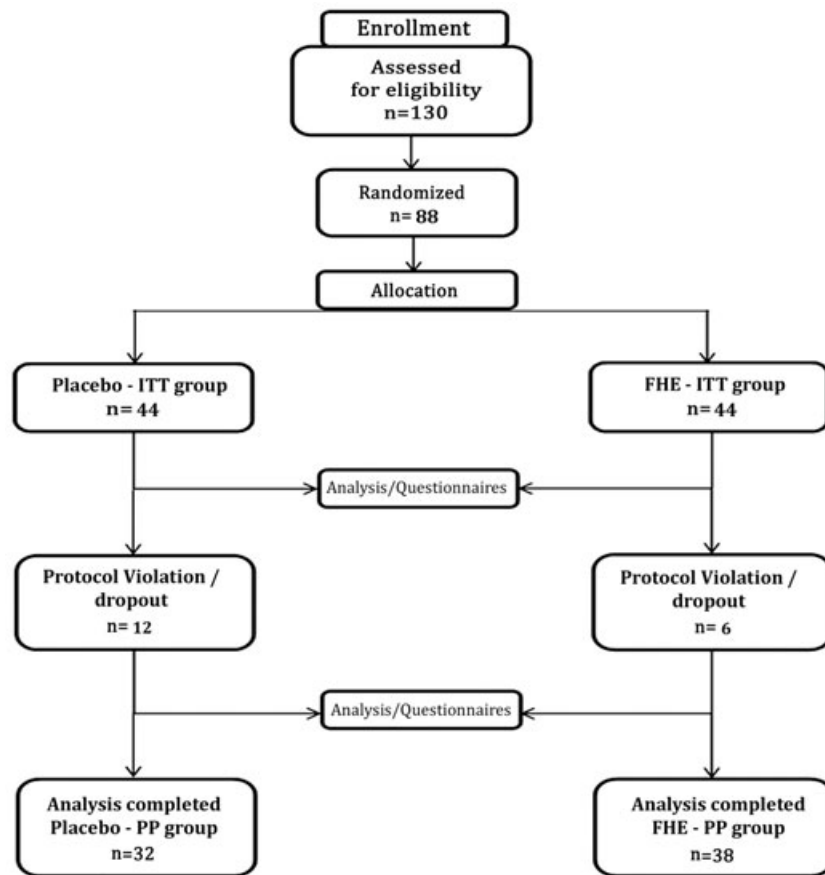 Enrollment
Assessed
for eligibility
n=130
Randomized
n= 88
Allocation
Placebo - ITT group
n= 44
FHE - ITT group
n= 44
Analysis/Questionnaires
Protocol Violation /
dropout
n= 12
Protocol Violation /
dropout
n= 6
Analysis/Questionnaires
Analysis completed
Placebo - PP group
n=32
Analysis completed
FHE - PP group
n=38